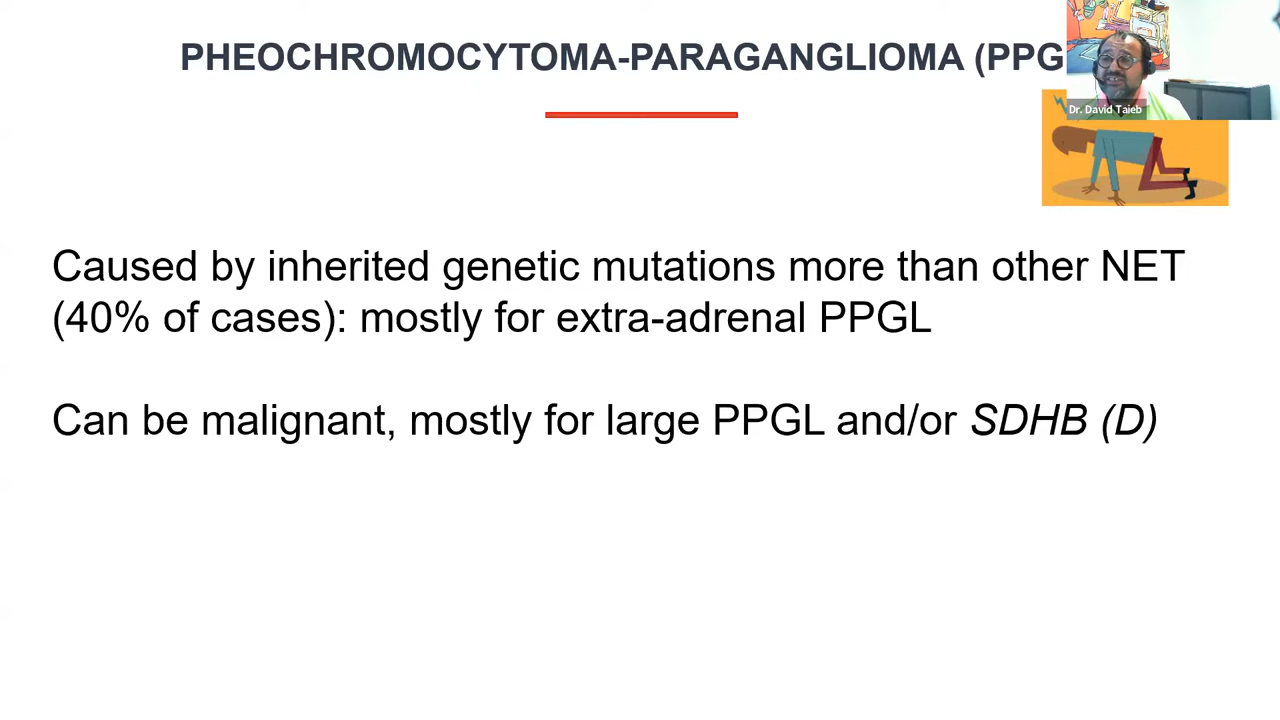 PHEOCHROMOCYTOMA-PARAGANGLIOMA (PPG
Dr. David Taieb
Caused by inherited genetic mutations more than other NET
(40% of cases): mostly for extra-adrenal PPGL
Can be malignant, mostly for large PPGL and/or SDHB (D)